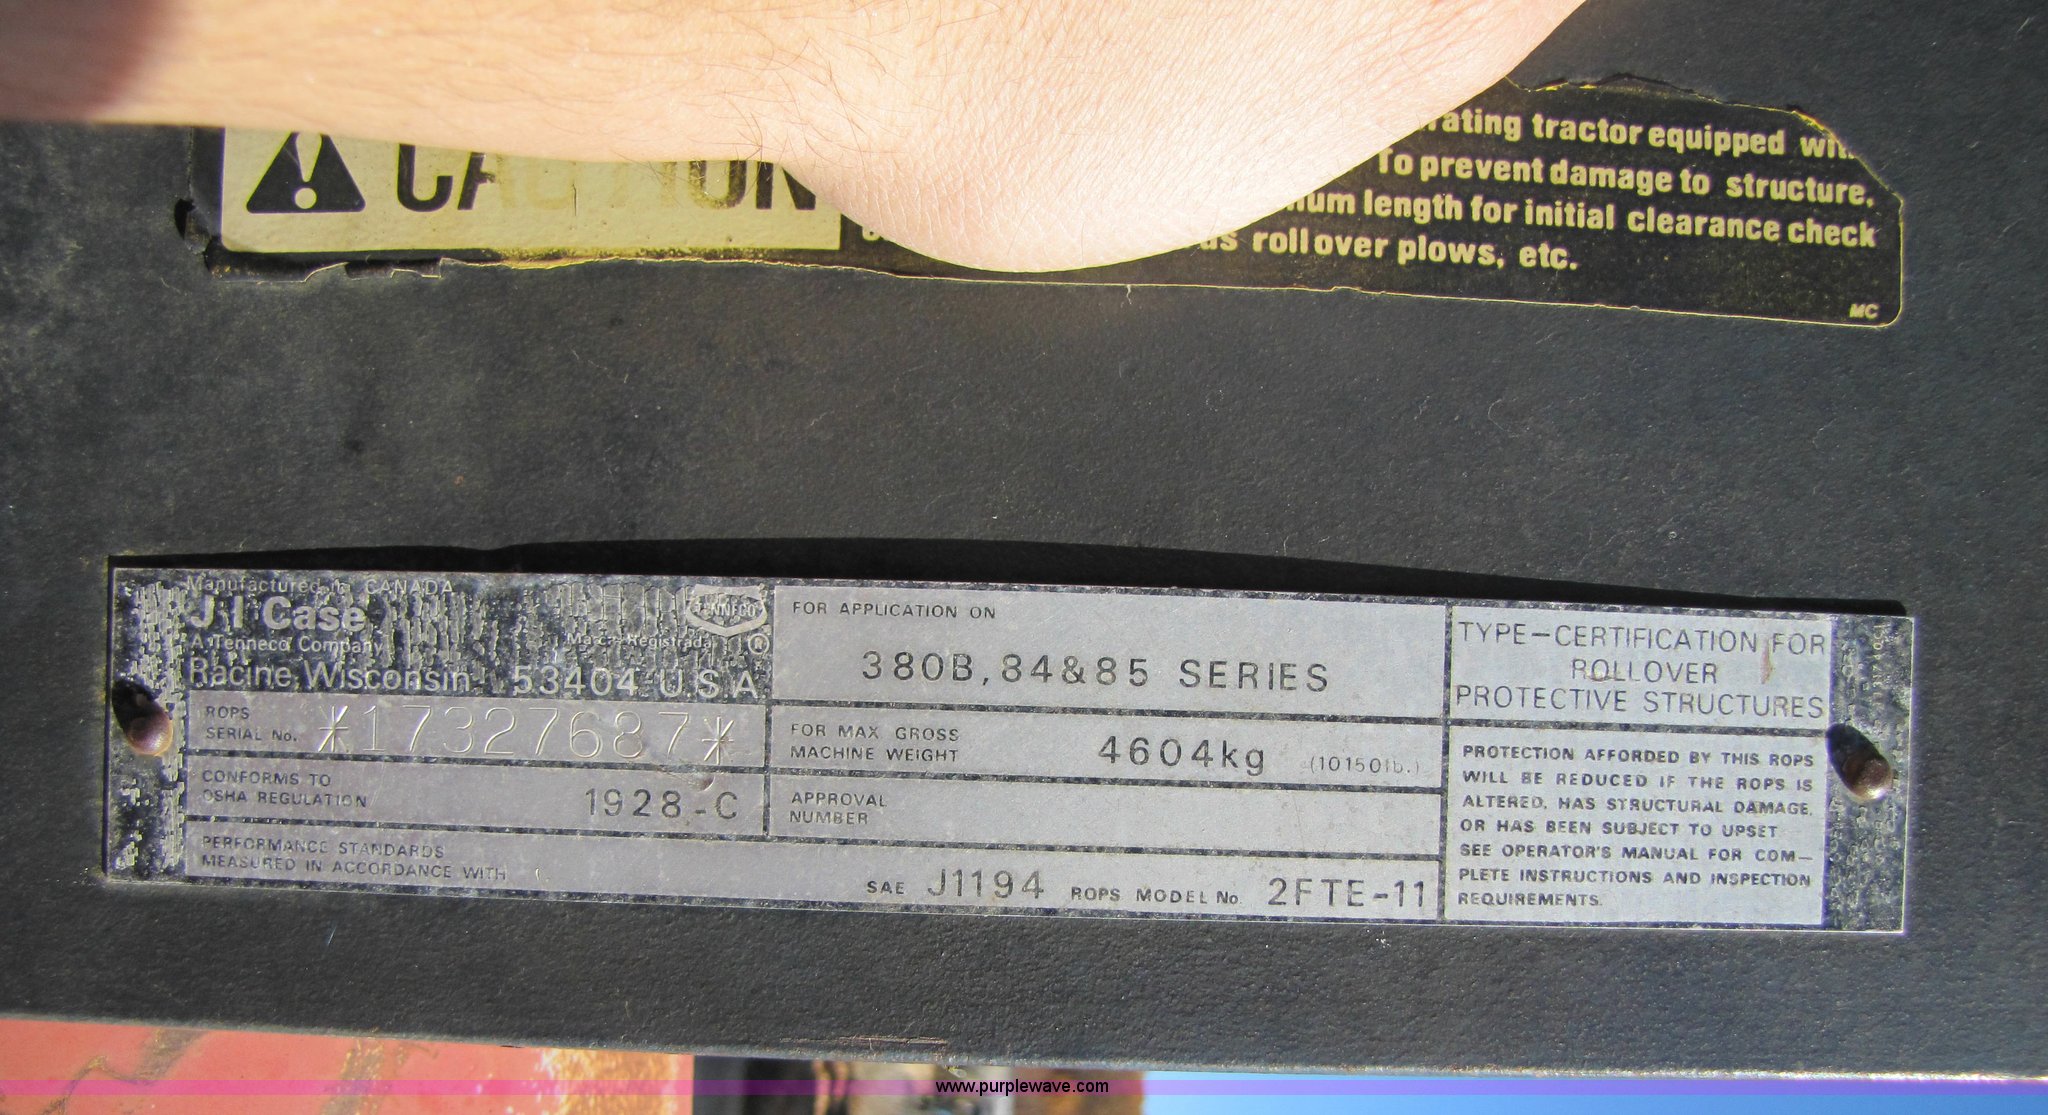 CAUTION
rating tractor equipped
To prevent damage to structure,
length for initial clearance check
roll over plows, etc.
MC
Manufactured in CANADA
J I Case
A Tenneco Company
TENNECO
Marca Registrada
®
Racine, Wisconsin 53404 U.S.A
ROPS
SERIAL No. *17327687*
CONFORMS TO
OSHA REGULATION 1928.-C
PERFORMANCE STANDARDS
MEASURED IN ACCORDANCE WITH
SAE J1194 ROPS MODEL No. 2FTE-11
FOR APPLICATION ON
380B, 84&85 SERIES
FOR MAX GROSS
MACHINE WEIGHT 4604kg (10150lb.)
APPROVAL
NUMBER
TYPE-CERTIFICATION FOR
ROLLOVER
PROTECTIVE STRUCTURES
PROTECTION AFFORDED BY THIS ROPS
WILL BE REDUCED IF THE ROPS IS
ALTERED, HAS STRUCTURAL DAMAGE,
OR HAS BEEN SUBJECT TO UPSET
SEE OPERATOR'S MANUAL FOR COM-
PLETE INSTRUCTIONS AND INSPECTION
REQUIREMENTS.
www.purplewave.com